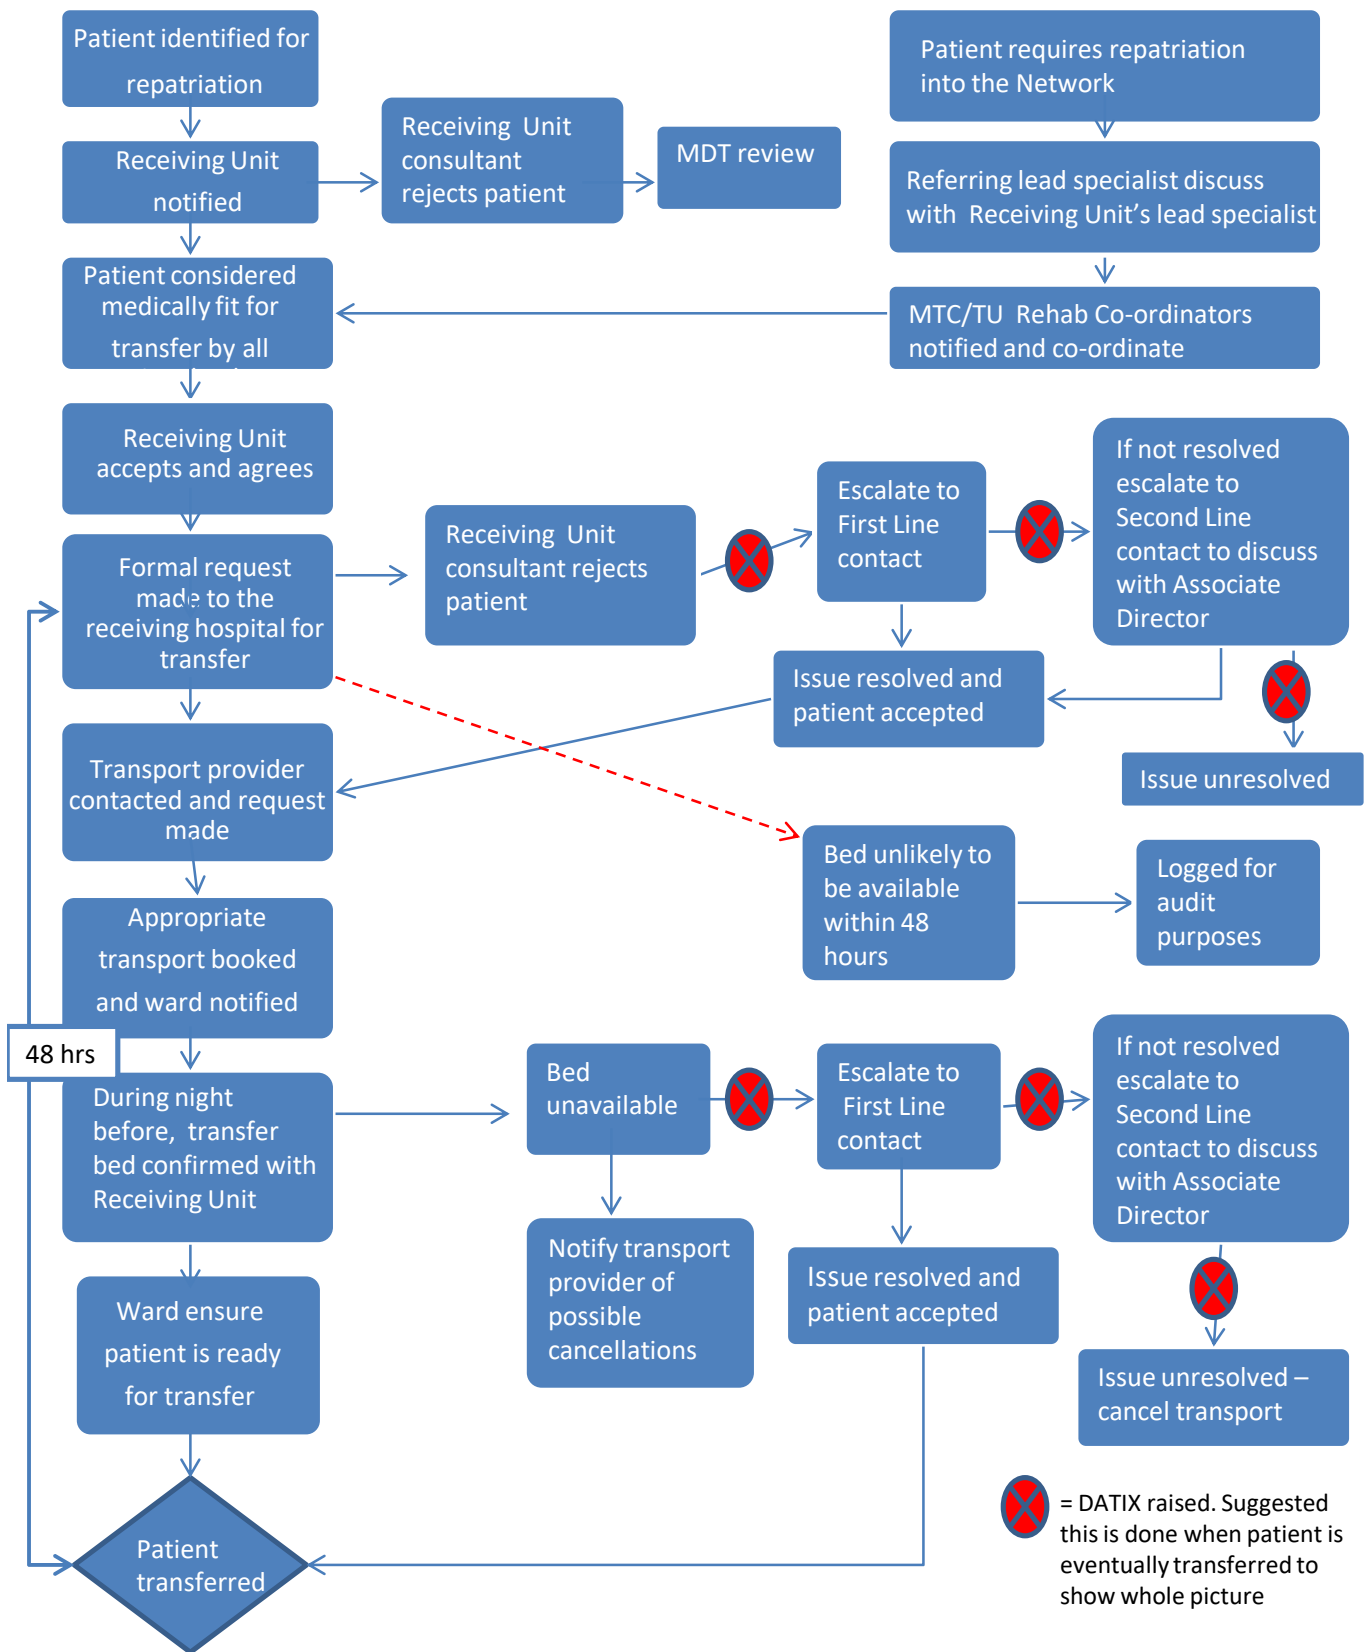 Patient identified for
repatriation
Patient requires repatriation
into the Network
Receiving Unit
notified
Receiving  Unit
consultant
rejects patient
MDT review
Referring lead specialist discuss
with  Receiving Unit’s lead specialist
Patient considered
medically fit for
transfer by all
MTC/TU  Rehab Co-ordinators
notified and co-ordinate
Receiving Unit
accepts and agrees
Formal request
made to the
receiving hospital for
transfer
Receiving  Unit
consultant rejects
patient
Escalate to
First Line
contact
If not resolved
escalate to
Second Line
contact to discuss
with Associate
Director
Issue resolved and
patient accepted
Issue unresolved
Transport provider
contacted and request
made
Bed unlikely to
be available
within 48
hours
Logged for
audit
purposes
Appropriate
transport booked
and ward notified
48 hrs
During night
before,  transfer
bed confirmed with
Receiving Unit
Bed
unavailable
Escalate to
First Line
contact
If not resolved
escalate to
Second Line
contact to discuss
with Associate
Director
Notify transport
provider of
possible
cancellations
Issue resolved and
patient accepted
Issue unresolved –
cancel transport
Ward ensure
patient is ready
for transfer
Patient
transferred
= DATIX raised. Suggested
this is done when patient is
eventually transferred to
show whole picture